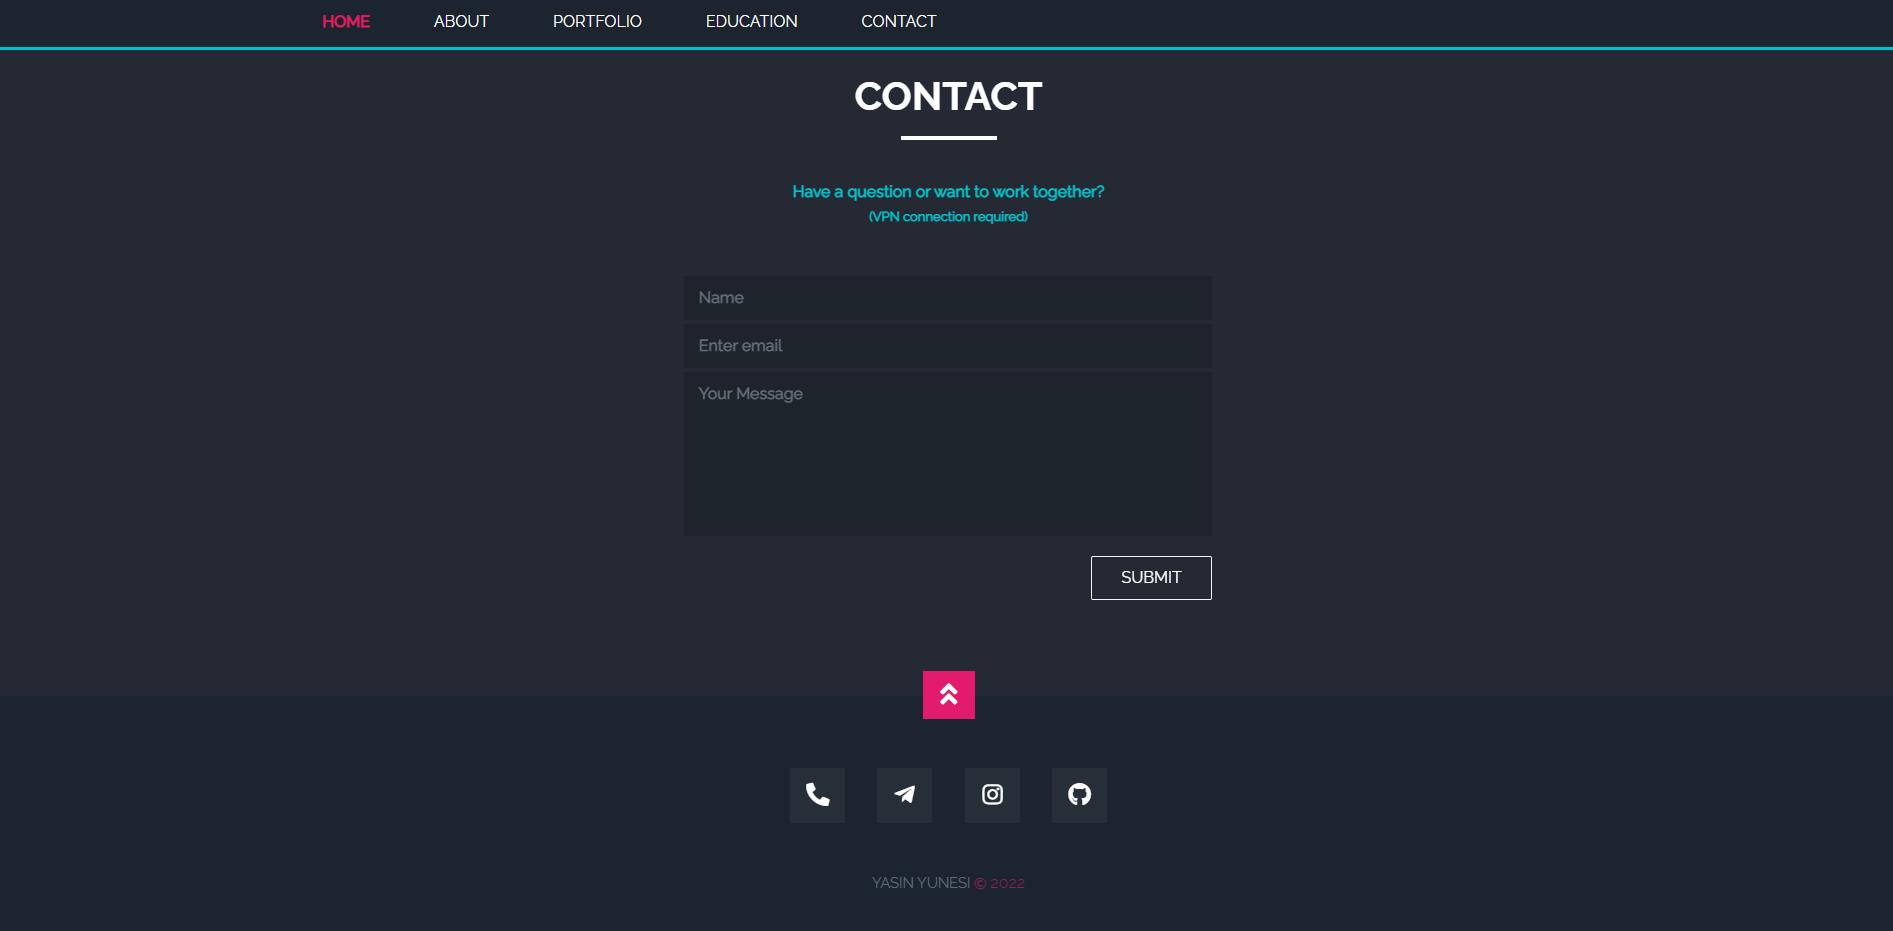 HOME ABOUT PORTFOLIO EDUCATION CONTACT
CONTACT
Have a question or want to work together?
(VPN connection required)
Name
Enter email
Your Message
SUBMIT
YASIN YUNESI © 2022